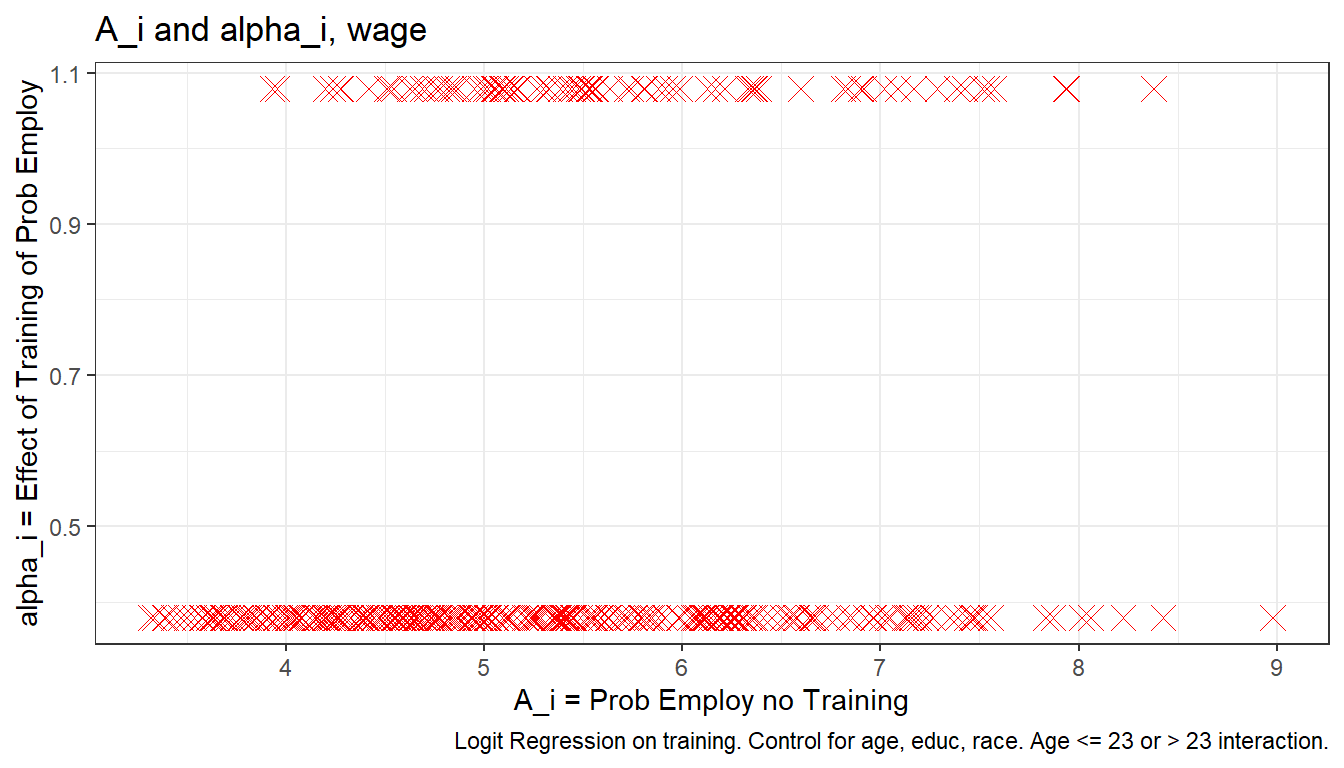 A_i and alpha_i, wage
alpha_i = Effect of Training of Prob Employ
1.1
0.9
0.7
0.5
4 5 6 7 8 9
A_i = Prob Employ no Training
Logit Regression on training. Control for age, educ, race. Age <= 23 or > 23 interaction.